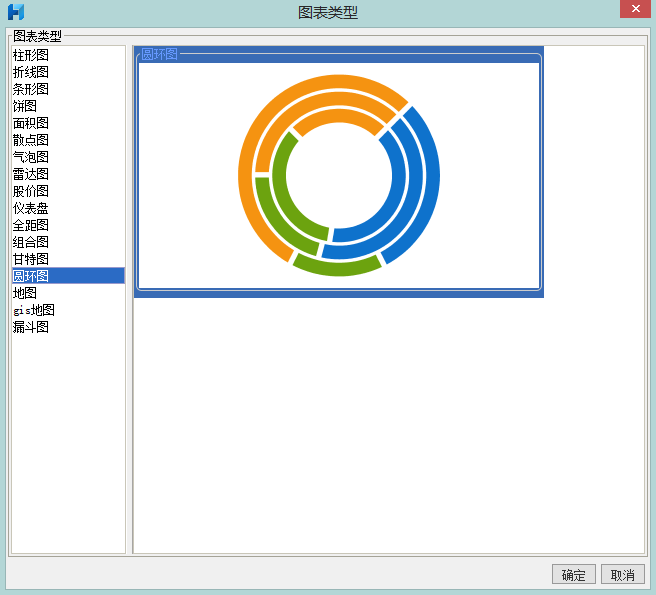 图表类型
图表类型
柱形图
折线图
条形图
饼图
面积图
散点图
气泡图
雷达图
股价图
仪表盘
全距图
组合图
甘特图
圆环图
地图
gis地图
漏斗图
圆环图
确定
取消